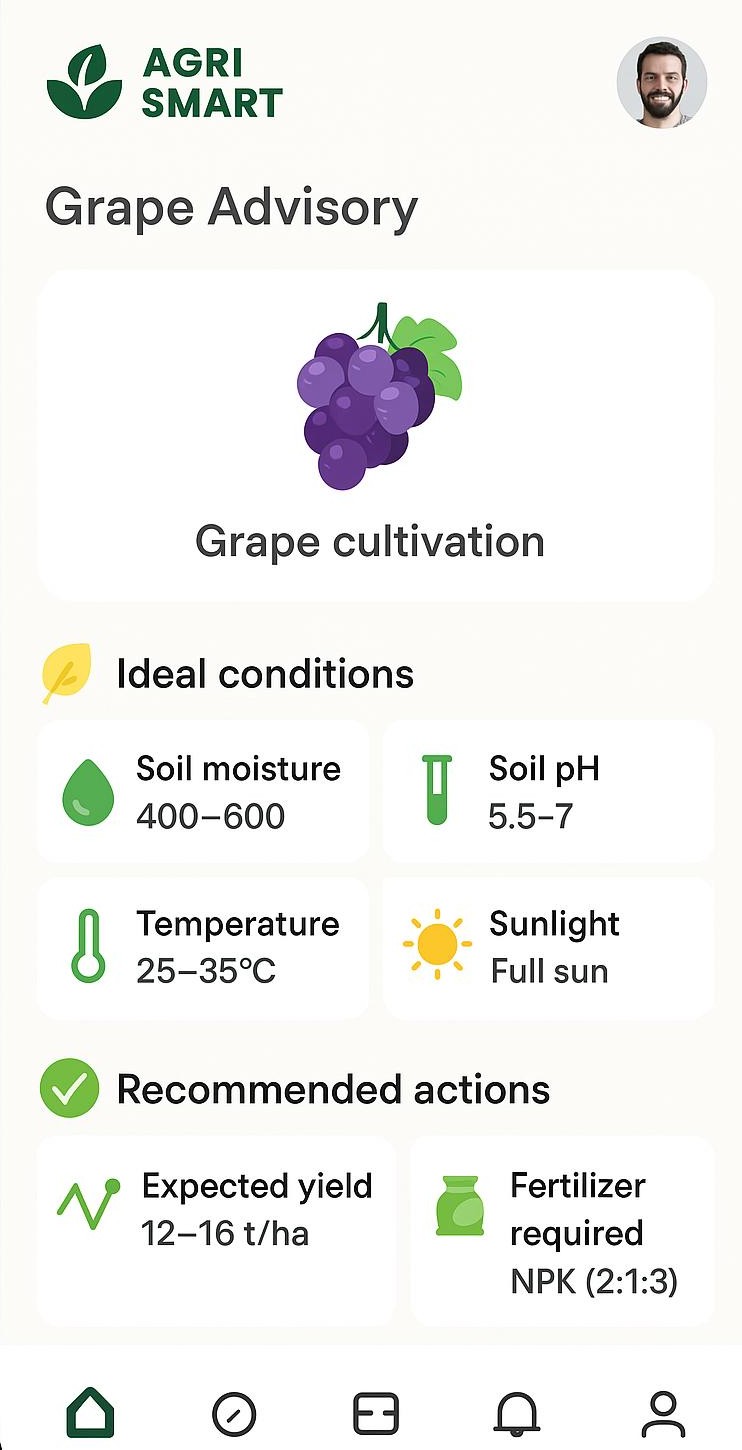 AGRI
SMART
Grape Advisory
Grape cultivation
Ideal conditions
Soil moisture
400–600
Soil pH
5.5–7
Temperature
25–35°C
Sunlight
Full sun
Recommended actions
Expected yield
12–16 t/ha
Fertilizer
required
NPK (2:1:3)